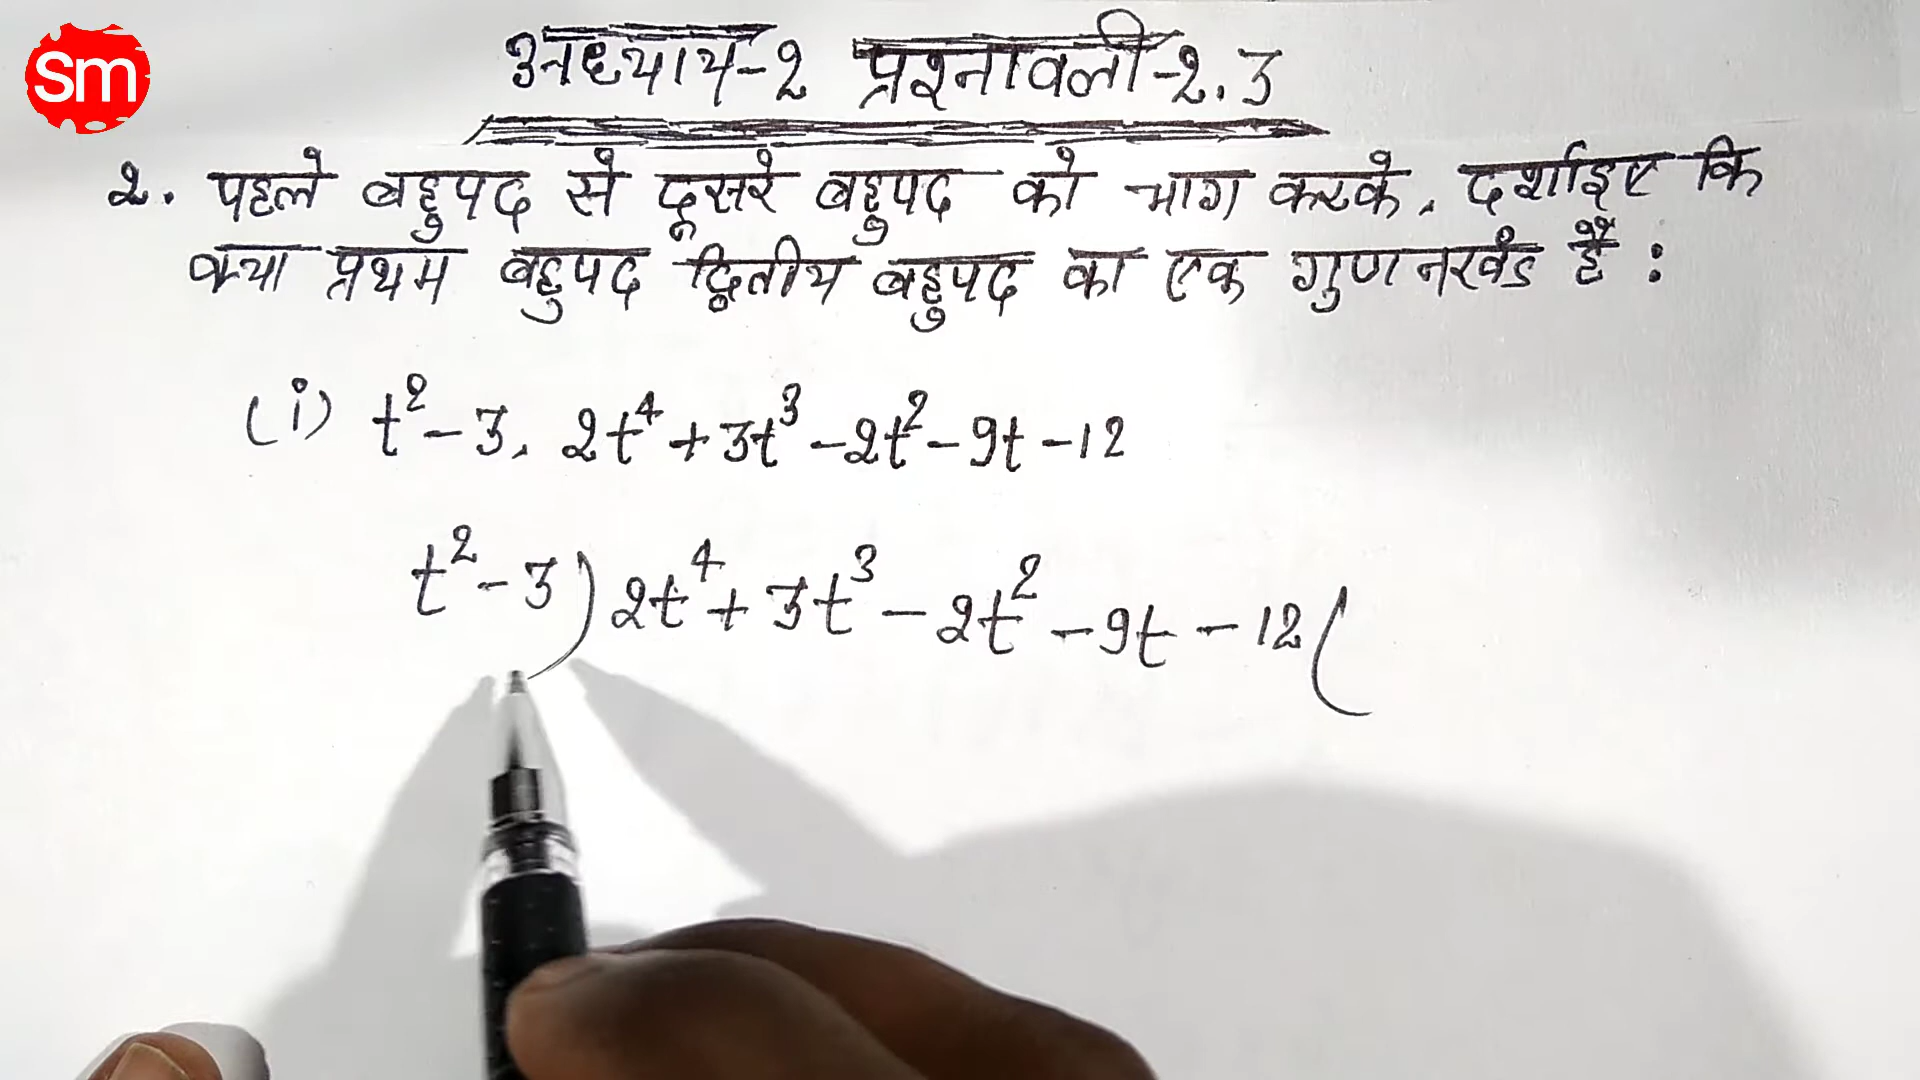 Sm
अध्याय-2 प्रश्नावली-2.3
2. पहले बहुपद से दूसरे बहुपद को भाग करके, दर्शाइए कि
क्या प्रथम बहुपद द्वितीय बहुपद का एक गुणनखंड है :
(i) t² - 3, 2t⁴ + 3t³ - 2t² - 9t - 12
t² - 3 ) 2t⁴ + 3t³ - 2t² - 9t - 12 (